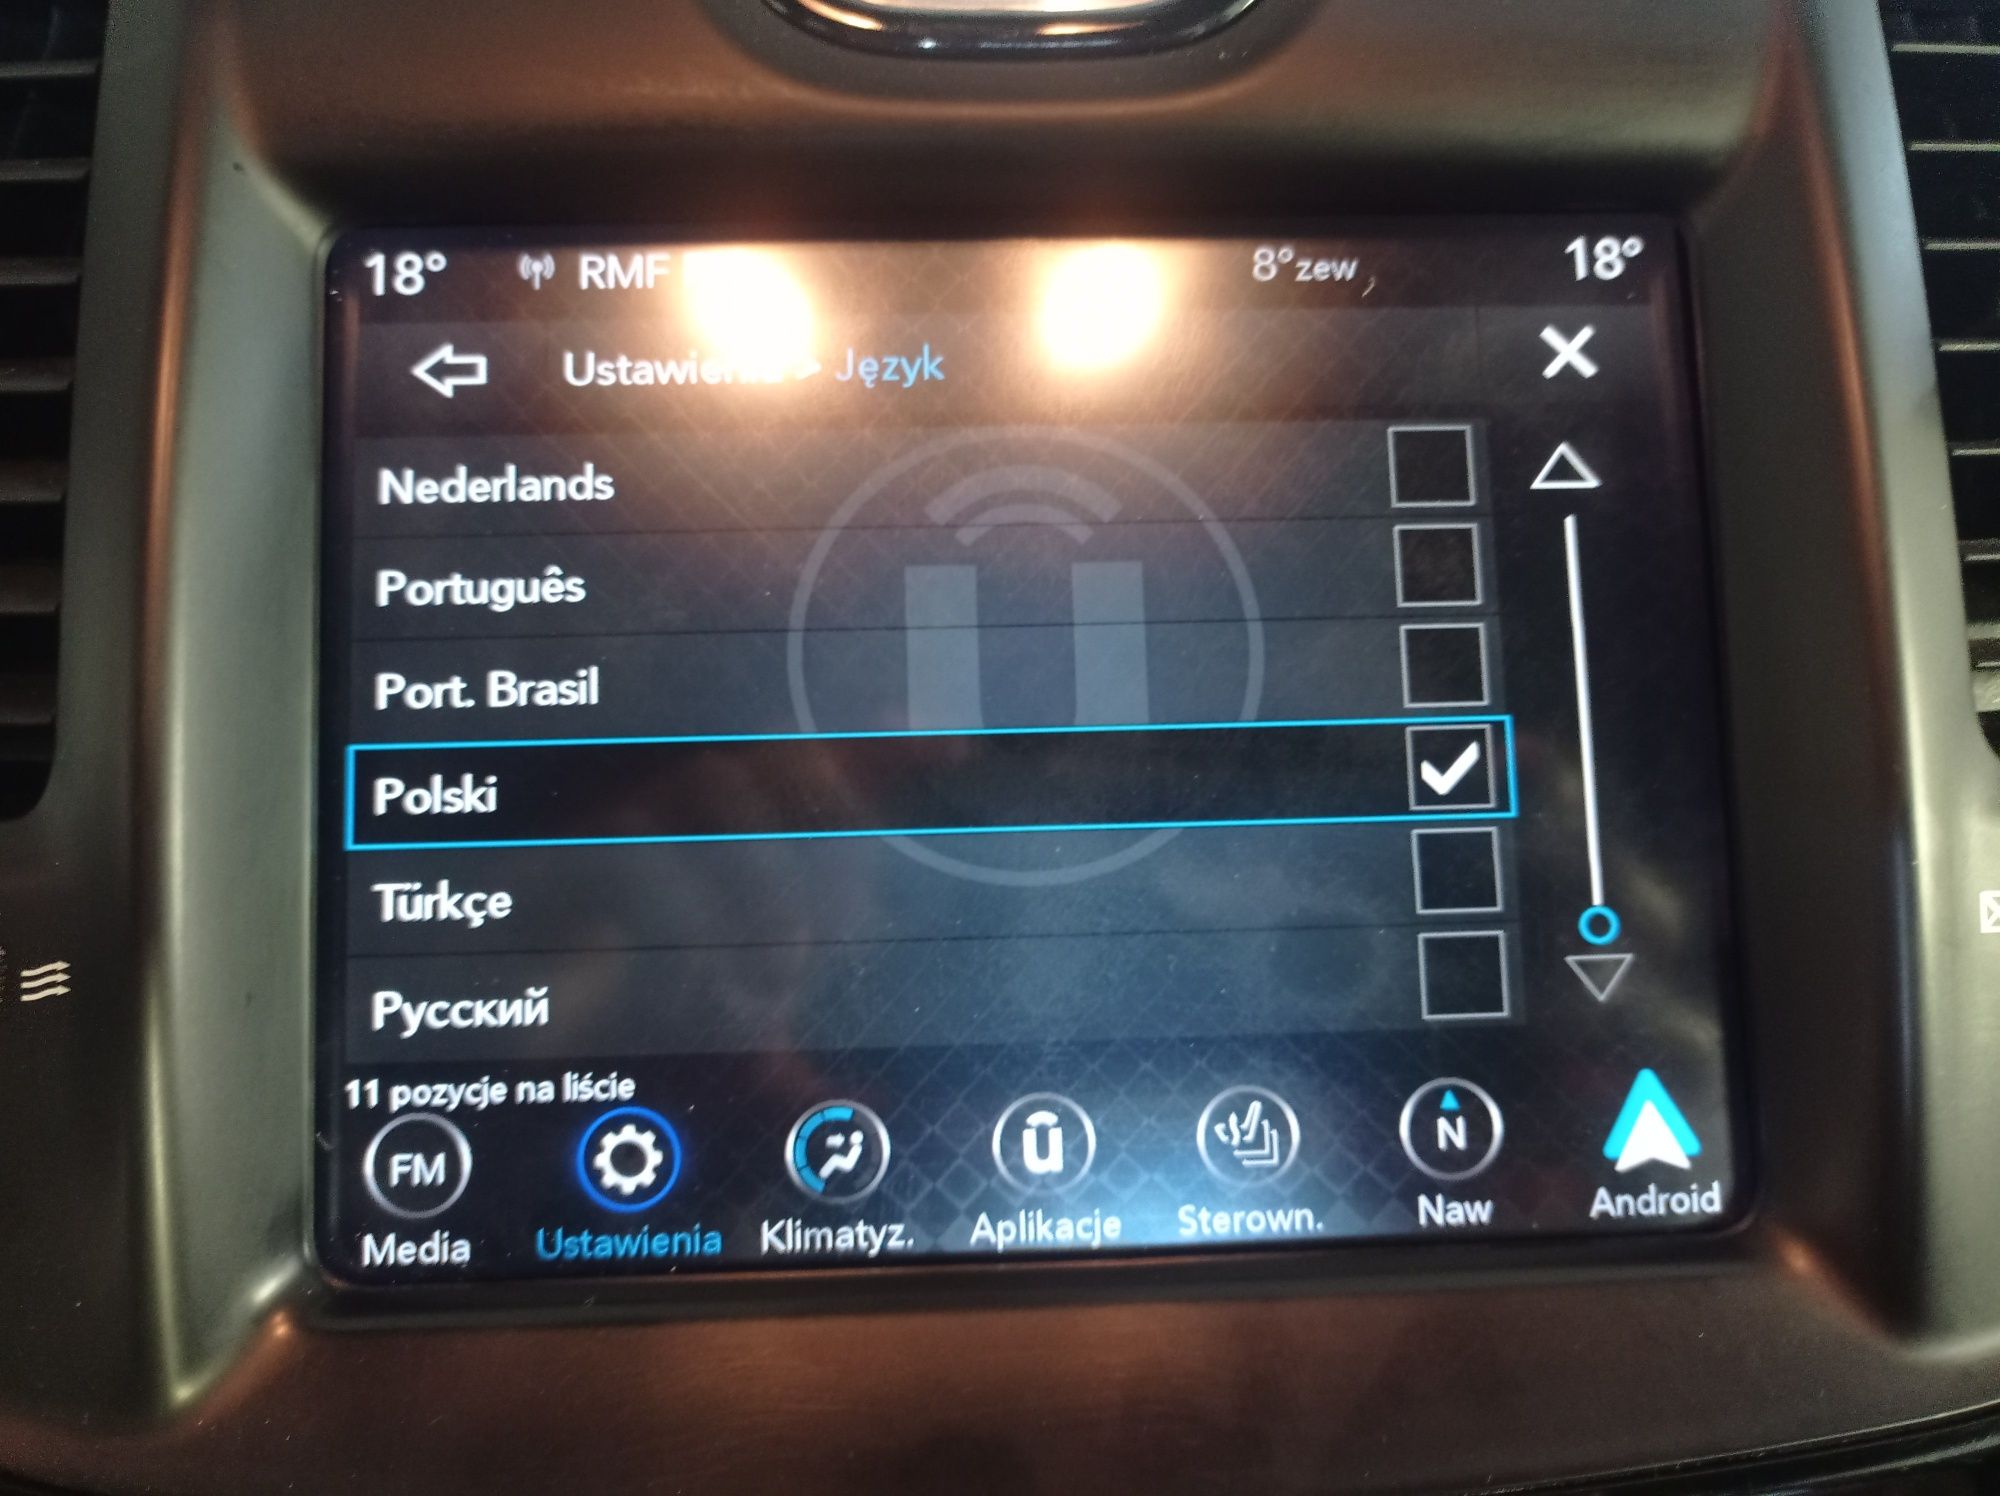 18° RMF 8°zew 18°
> Język
Nederlands
Português
Port. Brasil
Polski
Türkçe
Русский
11 pozycje na liście
FM
N
Media Ustawienia Klimatyz. Aplikacje Sterown. Naw Android